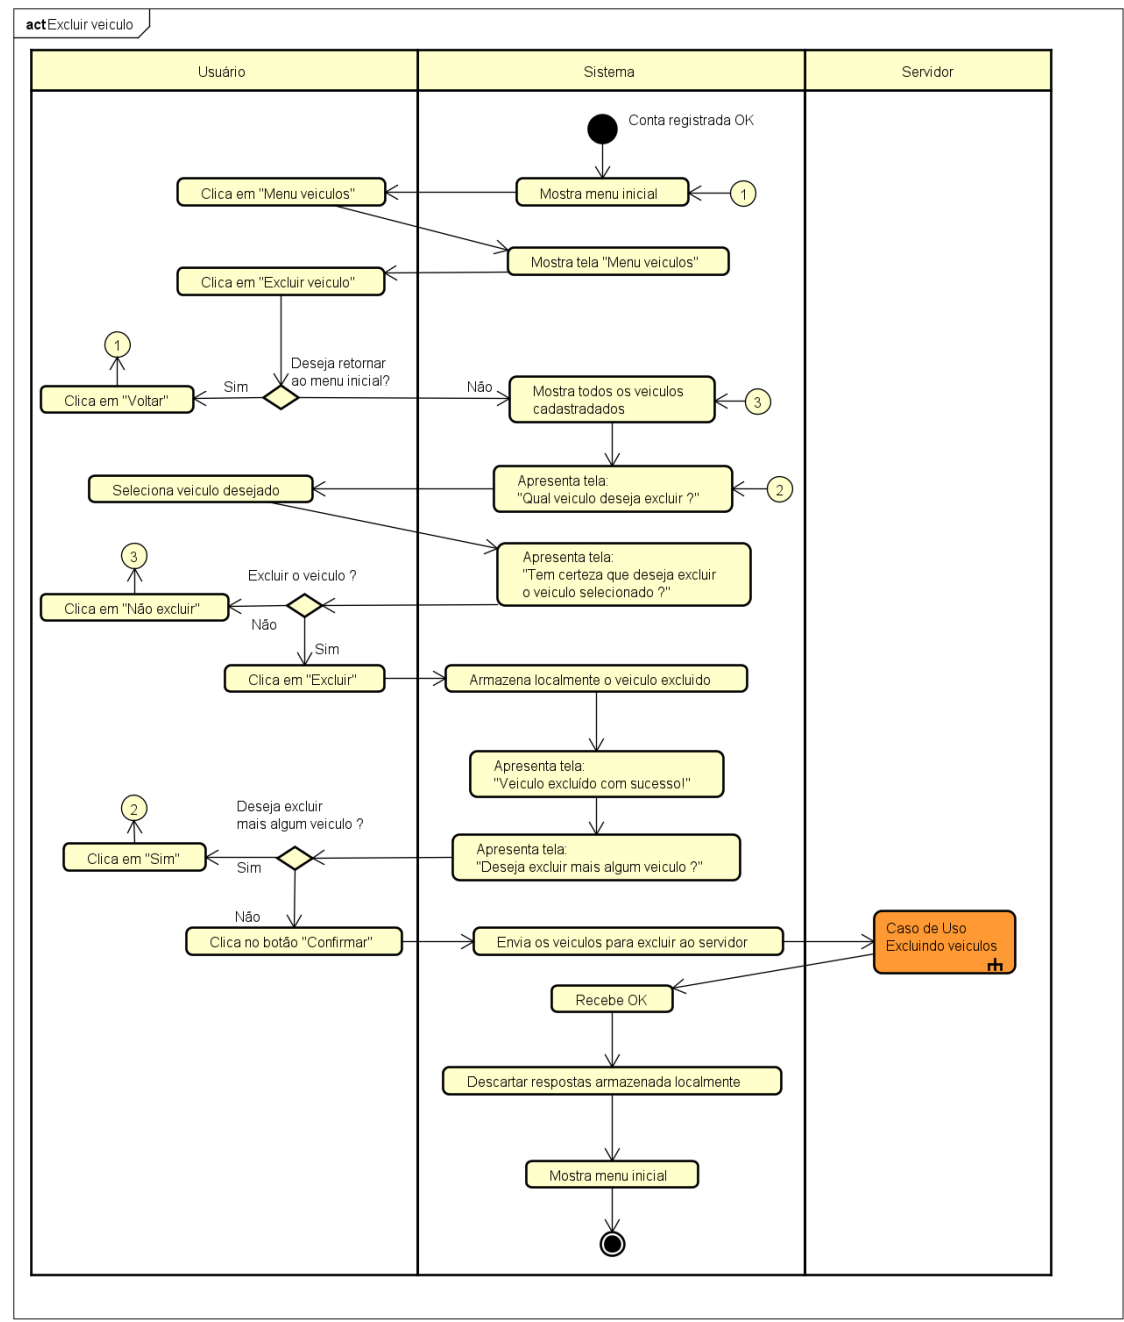 act Excluir veiculo
Usuário
Sistema
Servidor
Conta registrada OK
Clica em "Menu veiculos"
Mostra menu inicial
1
Mostra tela "Menu veiculos"
Clica em "Excluir veiculo"
1
Deseja retornar
ao menu inicial?
Sim
Não
Clica em "Voltar"
Mostra todos os veiculos
cadastradados
3
Seleciona veiculo desejado
Apresenta tela:
"Qual veiculo deseja excluir ?"
2
3
Excluir o veiculo ?
Apresenta tela:
"Tem certeza que deseja excluir
o veiculo selecionado ?"
Clica em "Não excluir"
Não
Sim
Clica em "Excluir"
Armazena localmente o veiculo excluido
Apresenta tela:
"Veiculo excluído com sucesso!"
2
Deseja excluir
mais algum veiculo ?
Clica em "Sim"
Sim
Apresenta tela:
"Deseja excluir mais algum veiculo ?"
Não
Clica no botão "Confirmar"
Envia os veiculos para excluir ao servidor
Caso de Uso
Excluindo veiculos
Recebe OK
Descartar respostas armazenada localmente
Mostra menu inicial